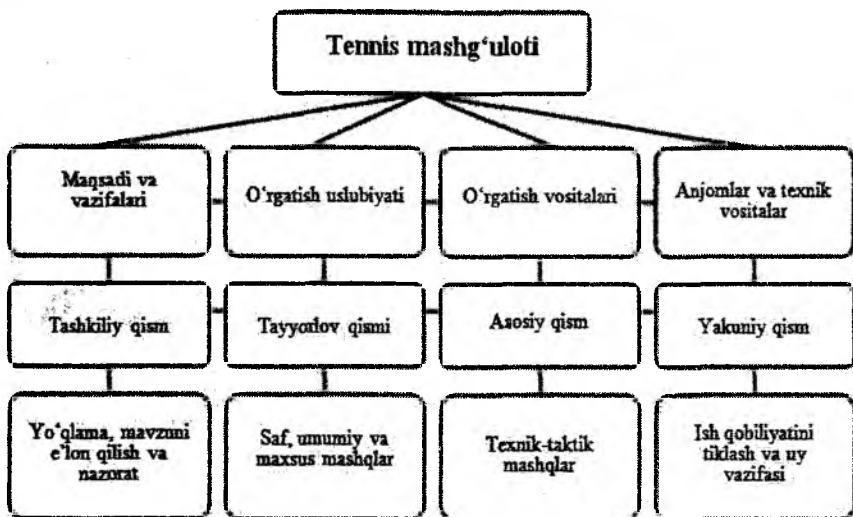 Tennis mashg‘uloti
Maqsadi va
vazifalari
O‘rgatish uslubiyati
O‘rgatish vositalari
Anjomlar va texnik
vositalar
Tashkiliy qism
Tayyorlov qismi
Asosiy qism
Yakuniy qism
Yo‘qlama, mavzuni
e’lon qilish va
nazorat
Saf, umumiy va
maxsus mashqlar
Texnik-taktik
mashqlar
Ish qobiliyatini
tiklash va uy
vazifasi